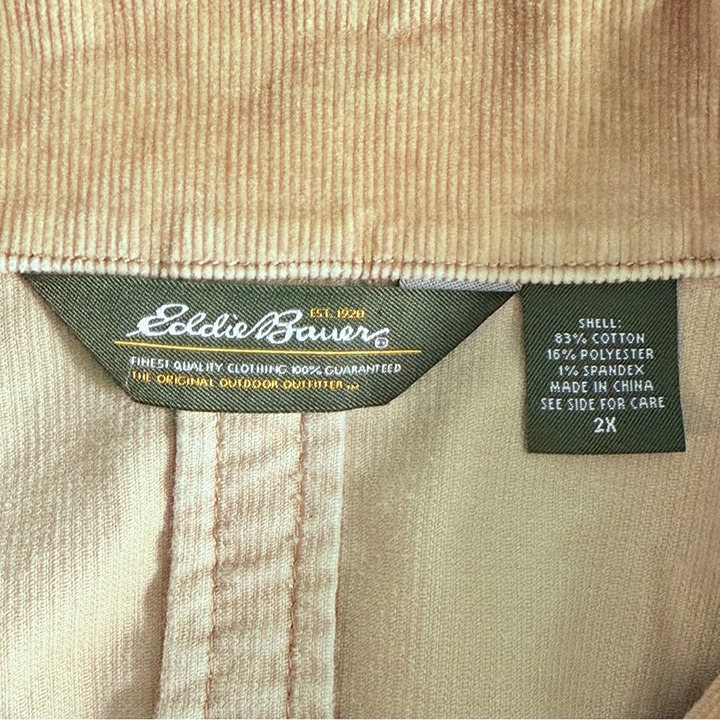 EST. 1920
Eddie Bauer
FINEST QUALITY CLOTHING 100% GUARANTEED
THE ORIGINAL OUTDOOR OUTFITTER
SHELL:
83% COTTON
16% POLYESTER
1% SPANDEX
MADE IN CHINA
SEE SIDE FOR CARE
2X